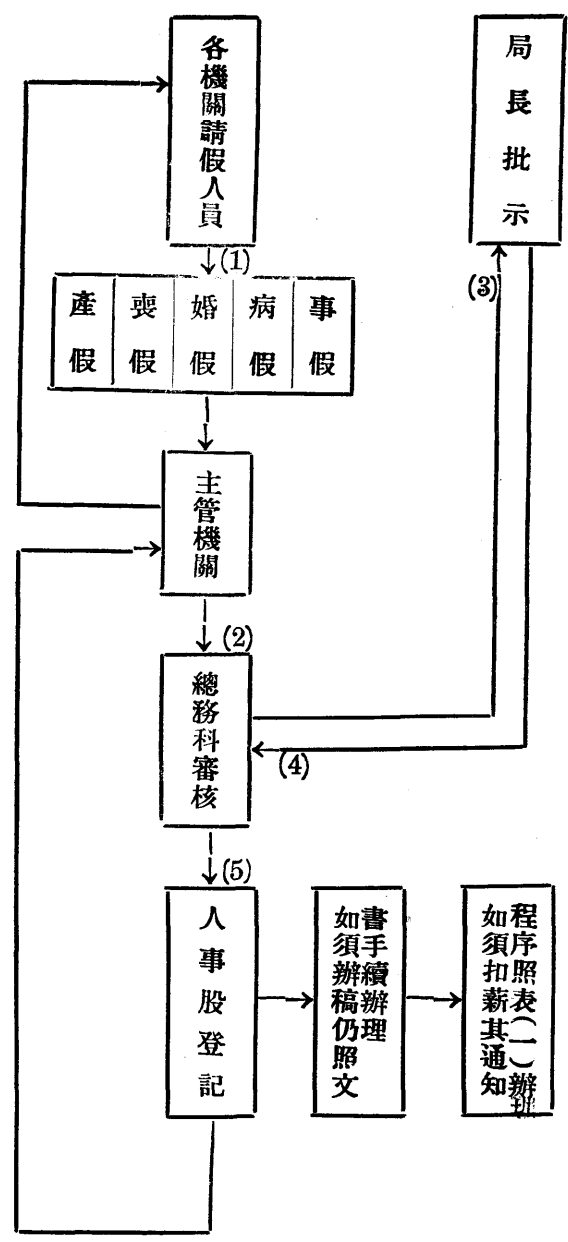 各機關請假人員
局長批示
(1)
事假
病假
婚假
喪假
產假
(3)
主管機關
(2)
總務科審核
(4)
(5)
人事股登記
如須辦稿仍照文
書手續辦理
如須扣薪其通知
程序照表(一)辦